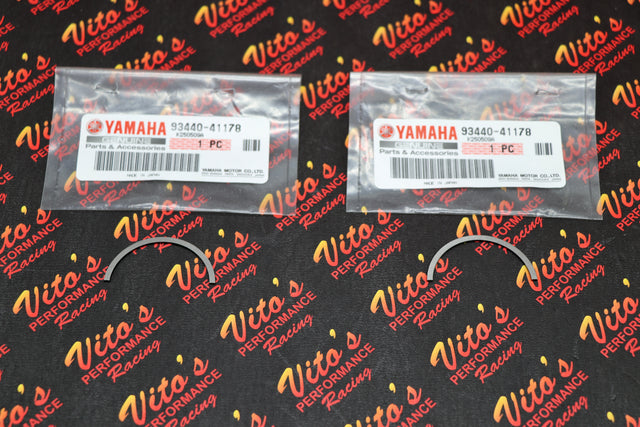 YAMAHA 93440-41178
GENUINE
Parts & Accessories
1 PC
MADE IN JAPAN
YAMAHA MOTOR CO., LTD.
YAMAHA 93440-41178
GENUINE
Parts & Accessories
1 PC
MADE IN JAPAN
YAMAHA MOTOR CO., LTD.
Vito's
PERFORMANCE
Racing